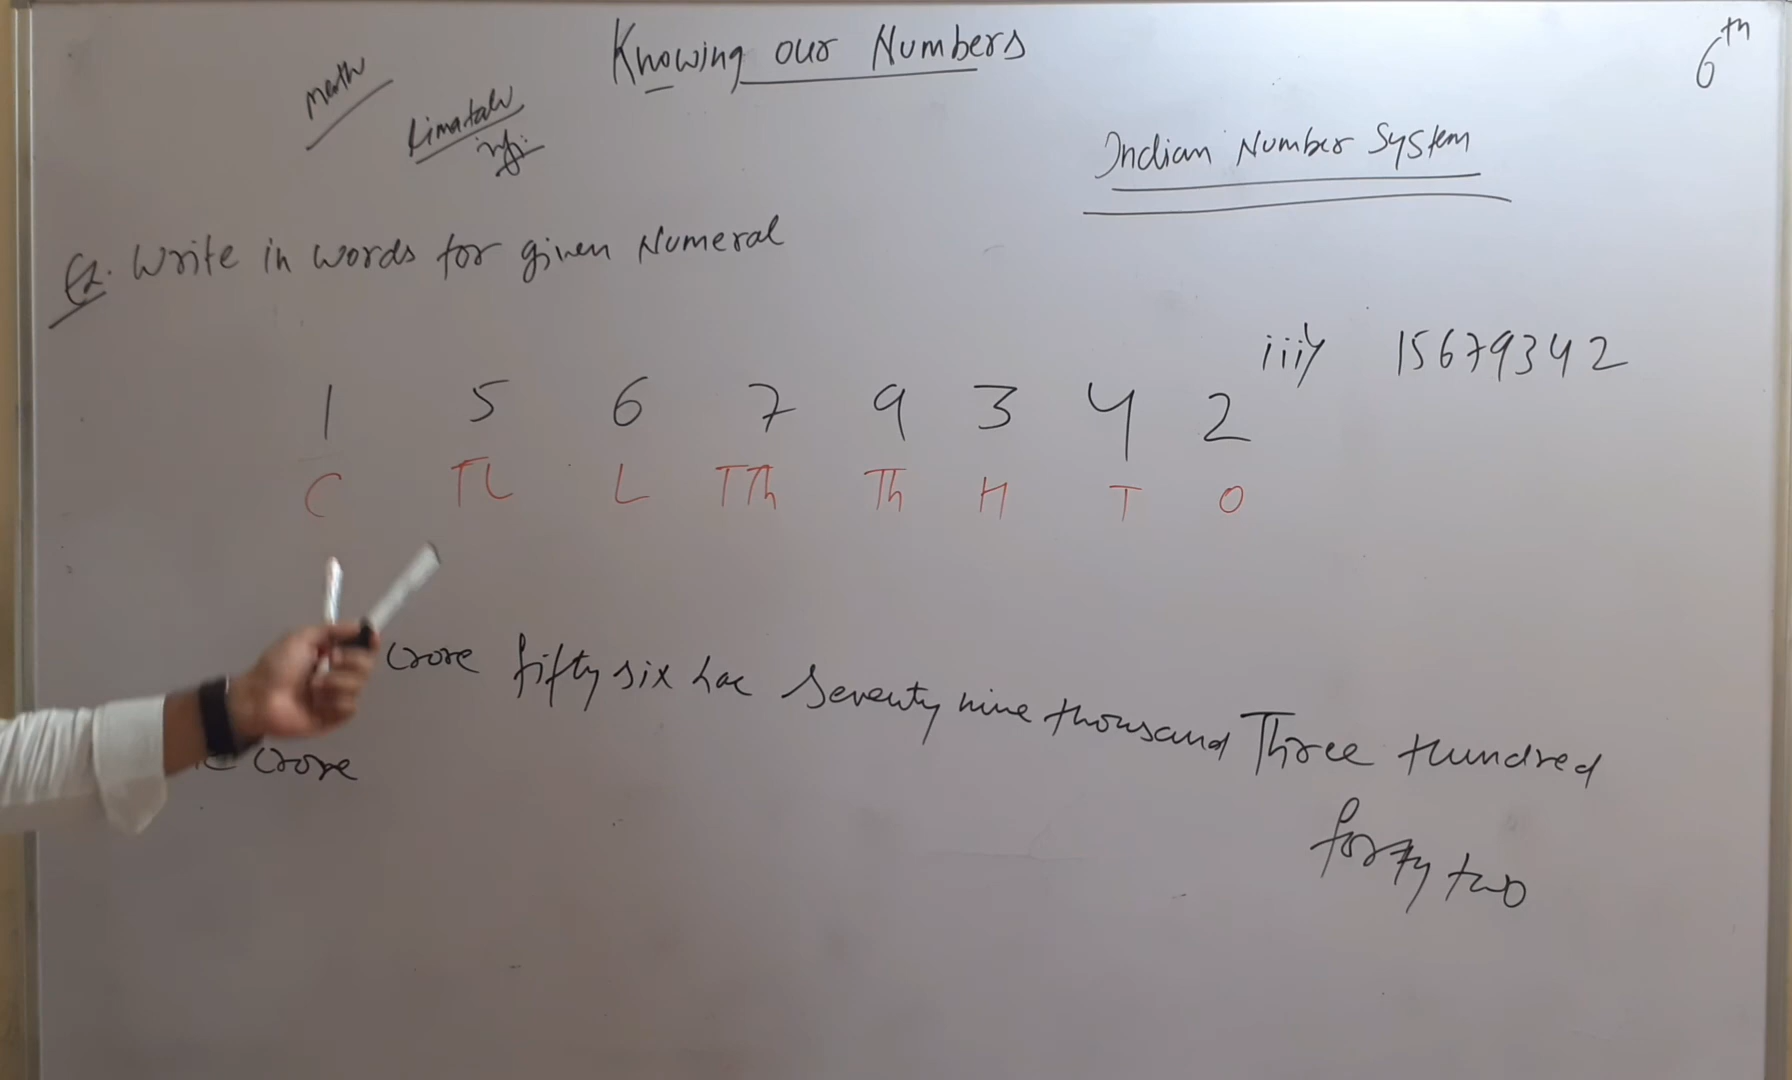 Knowing our Numbers
6th
math
Indian Number System
Ex. Write in words for given Numeral
iii) 15679342
1 5 6 7 9 3 4 2
C TL L TTh Th H T O
crore fifty six lac seventy nine thousand Three Hundred
forty two
crore